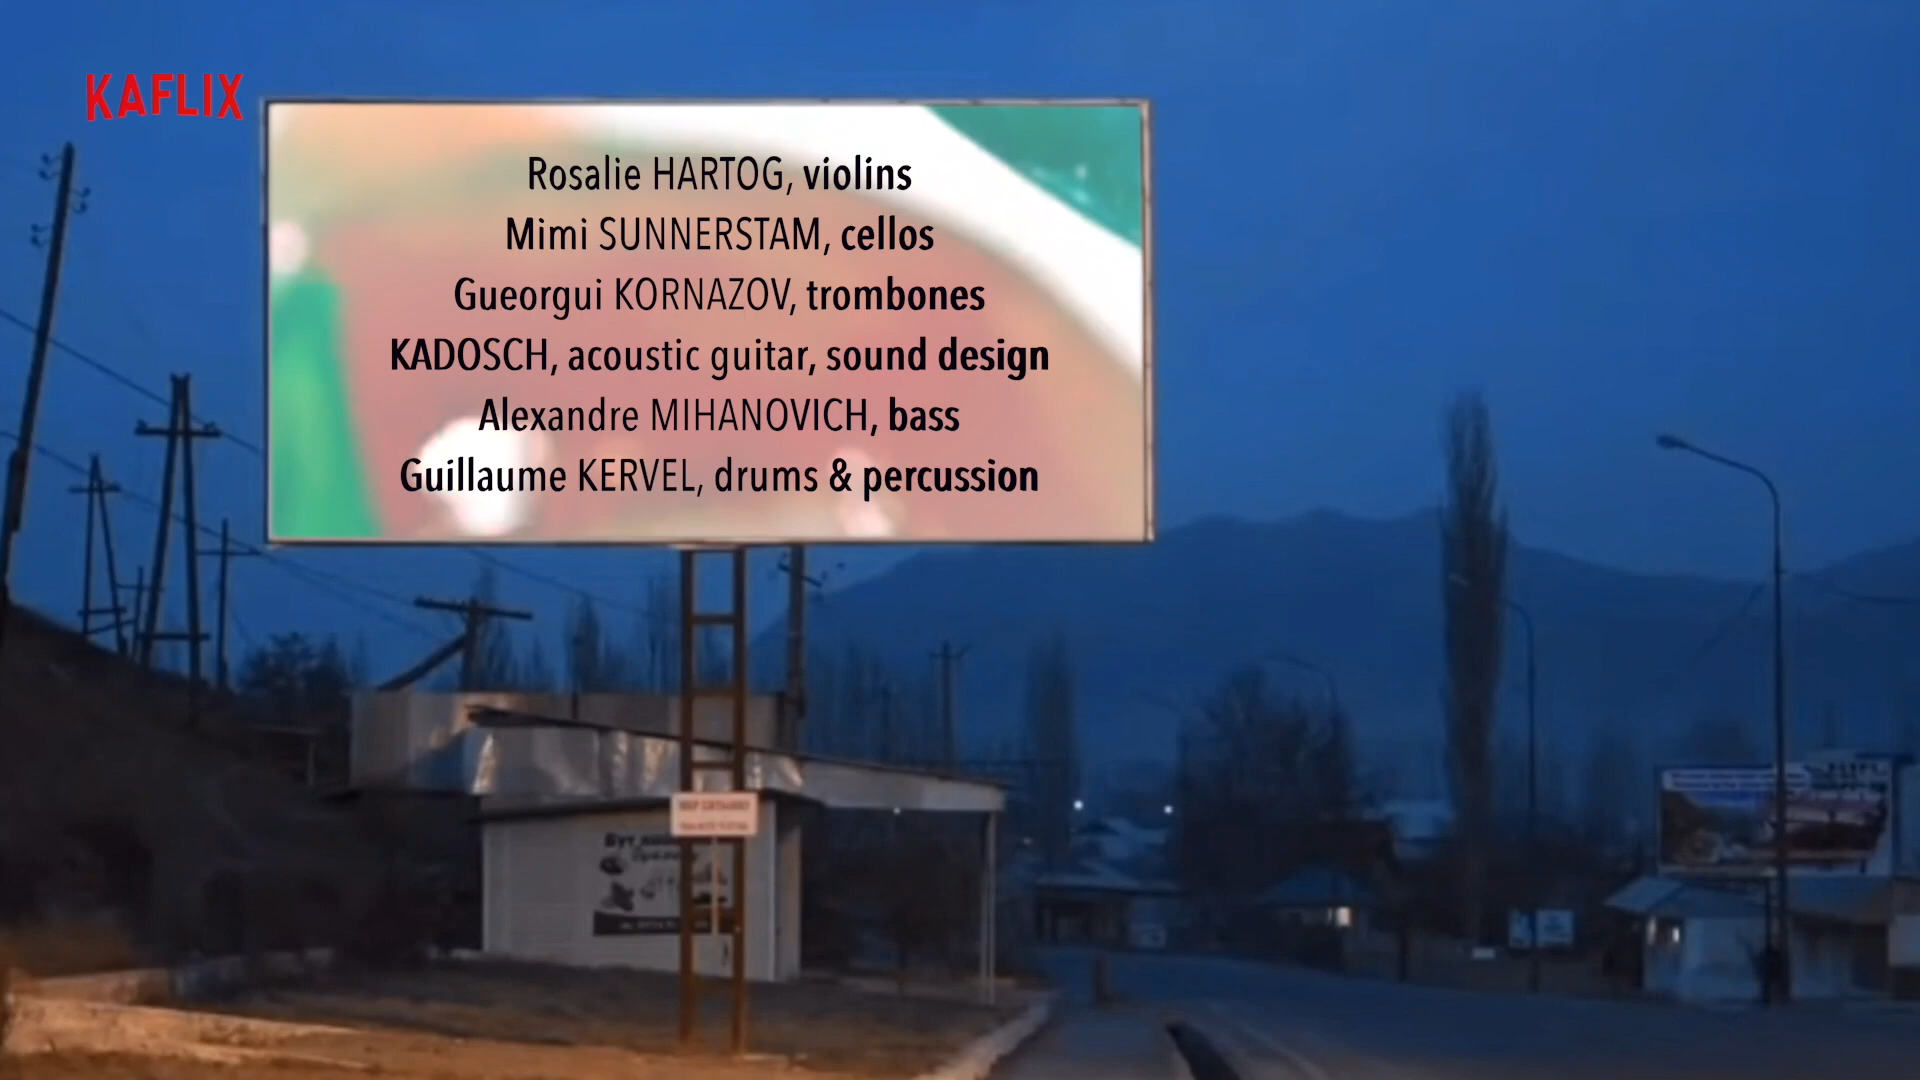 KAFLIX
Rosalie HARTOG, violins
Mimi SUNNERSTAM, cellos
Gueorgui KORNAZOV, trombones
KADOSCH, acoustic guitar, sound design
Alexandre MIHANOVICH, bass
Guillaume KERVEL, drums & percussion
Бут